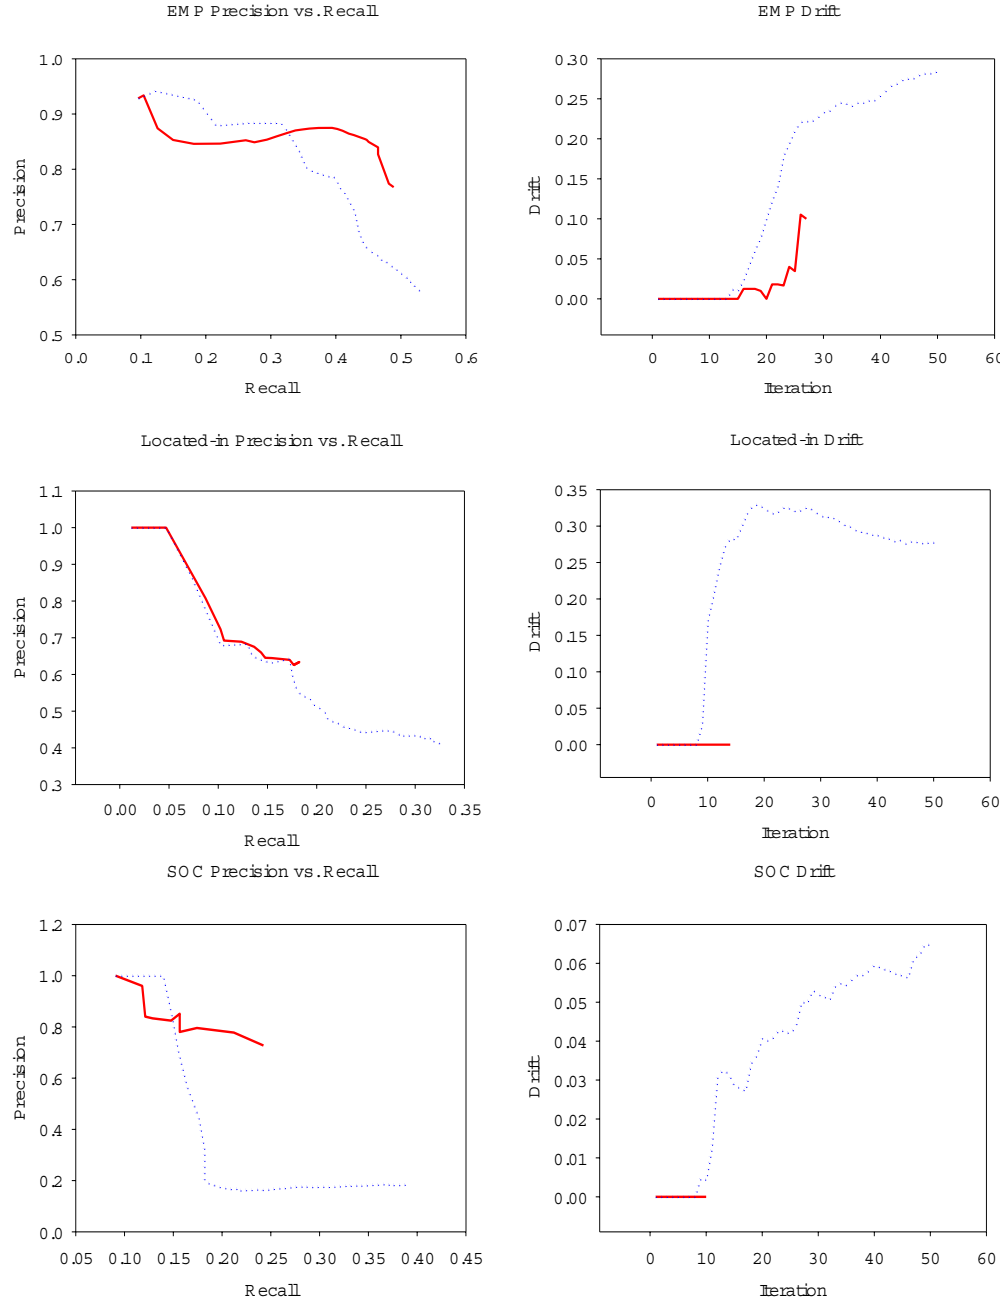 EMP Precision vs. Recall
EMP Drift
1.0
0.9
0.8
0.7
0.6
0.5
Precision
0.0 0.1 0.2 0.3 0.4 0.5 0.6
Recall
0.30
0.25
0.20
0.15
0.10
0.05
0.00
Drift
0 10 20 30 40 50 60
Iteration
Located-in Precision vs. Recall
Located-in Drift
1.1
1.0
0.9
0.8
0.7
0.6
0.5
0.4
0.3
Precision
0.00 0.05 0.10 0.15 0.20 0.25 0.30 0.35
Recall
0.35
0.30
0.25
0.20
0.15
0.10
0.05
0.00
Drift
0 10 20 30 40 50 60
Iteration
SOC Precision vs. Recall
SOC Drift
1.2
1.0
0.8
0.6
0.4
0.2
0.0
Precision
0.05 0.10 0.15 0.20 0.25 0.30 0.35 0.40 0.45
Recall
0.07
0.06
0.05
0.04
0.03
0.02
0.01
0.00
Drift
0 10 20 30 40 50 60
Iteration